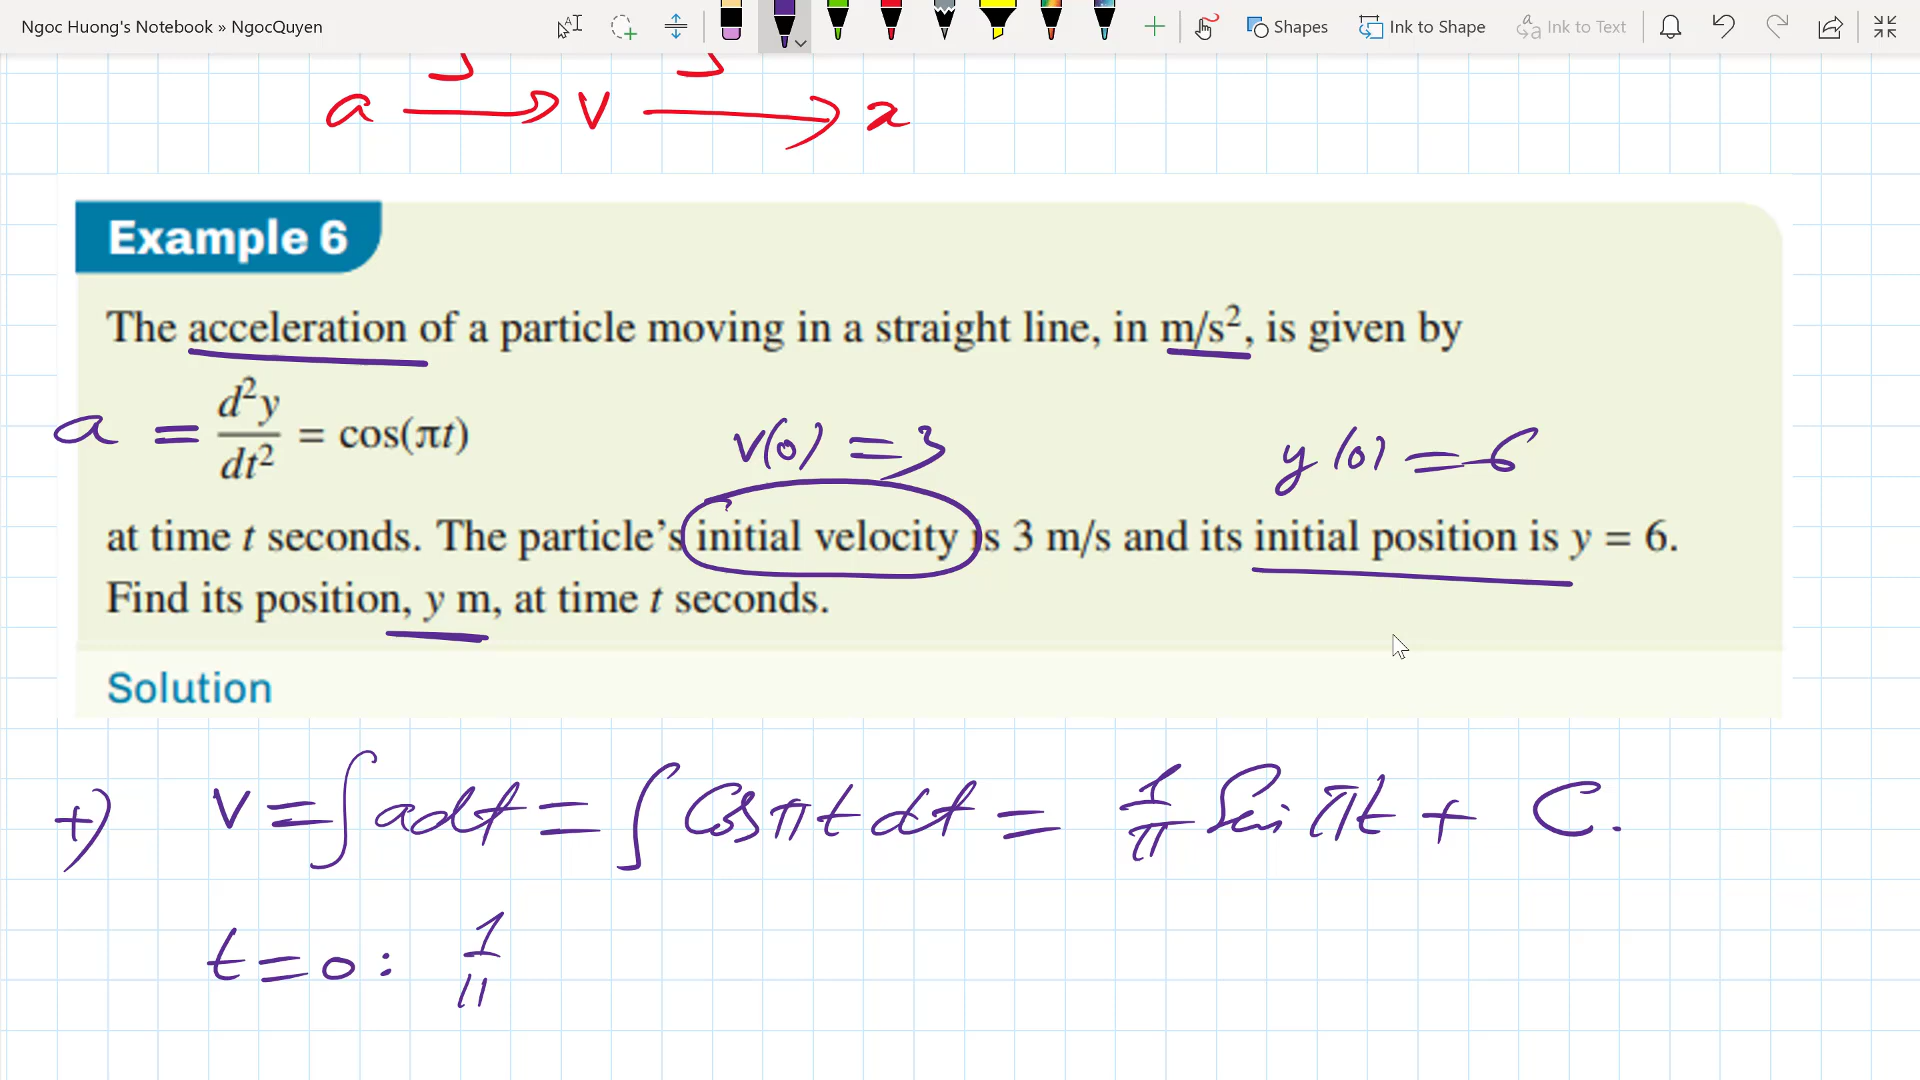 Ngoc Huong's Notebook » NgocQuyen
Shapes
Ink to Shape
Ink to Text
a → v → x
Example 6
The acceleration of a particle moving in a straight line, in m/s², is given by
a = d²y/dt² = cos(πt)
v(0) = 3
y(0) = 6
at time t seconds. The particle's initial velocity is 3 m/s and its initial position is y = 6.
Find its position, y m, at time t seconds.
Solution
+) v = ∫ a dt = ∫ Cos πt dt = 1/π Sin πt + C.
t = 0 : 1/π